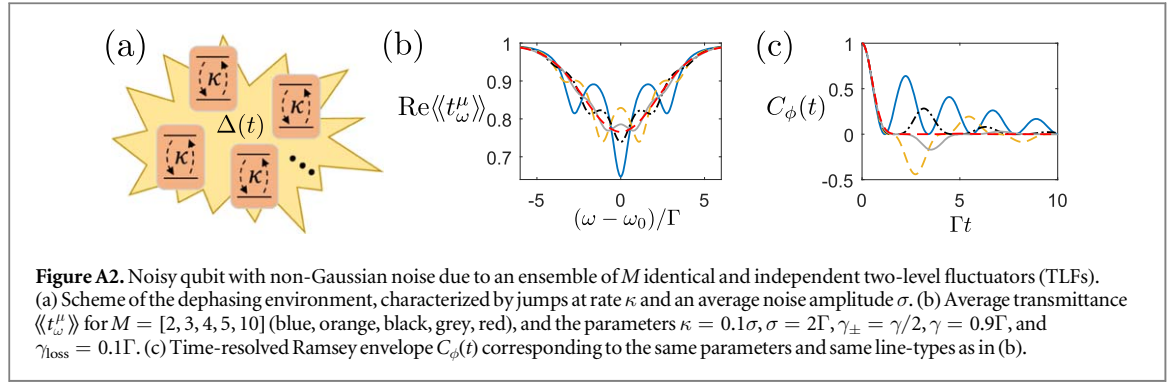 (a)
κ
κ
Δ(t)
κ
κ
(b)
Re⟨⟨t^μ_ω⟩⟩
1
0.9
0.8
0.7
-5 0 5
(ω − ω₀)/Γ
(c)
C_ϕ(t)
1
0.5
0
-0.5
0 5 10
Γt
Figure A2. Noisy qubit with non-Gaussian noise due to an ensemble of M identical and independent two-level fluctuators (TLFs).
(a) Scheme of the dephasing environment, characterized by jumps at rate κ and an average noise amplitude σ. (b) Average transmittance
⟨⟨t^μ_ω⟩⟩ for M = [2, 3, 4, 5, 10] (blue, orange, black, grey, red), and the parameters κ = 0.1σ, σ = 2Γ, γ± = γ/2, γ = 0.9Γ, and
γ_loss = 0.1Γ. (c) Time-resolved Ramsey envelope C_ϕ(t) corresponding to the same parameters and same line-types as in (b).